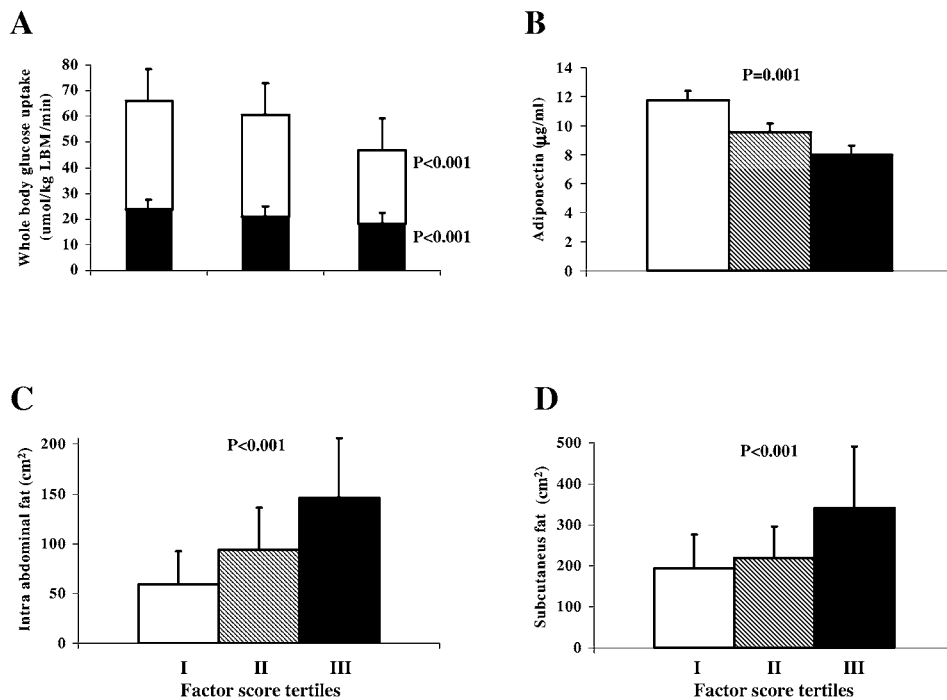 A
Whole body glucose uptake
(umol/kg LBM/min)
80
70
60
50
40
30
20
10
0
P<0.001
P<0.001
B
Adiponectin (μg/ml)
14
12
10
8
6
4
2
0
P=0.001
C
Intra abdominal fat (cm²)
200
150
100
50
0
P<0.001
I
II
III
Factor score tertiles
D
Subcutaneus fat (cm²)
500
400
300
200
100
0
P<0.001
I
II
III
Factor score tertiles